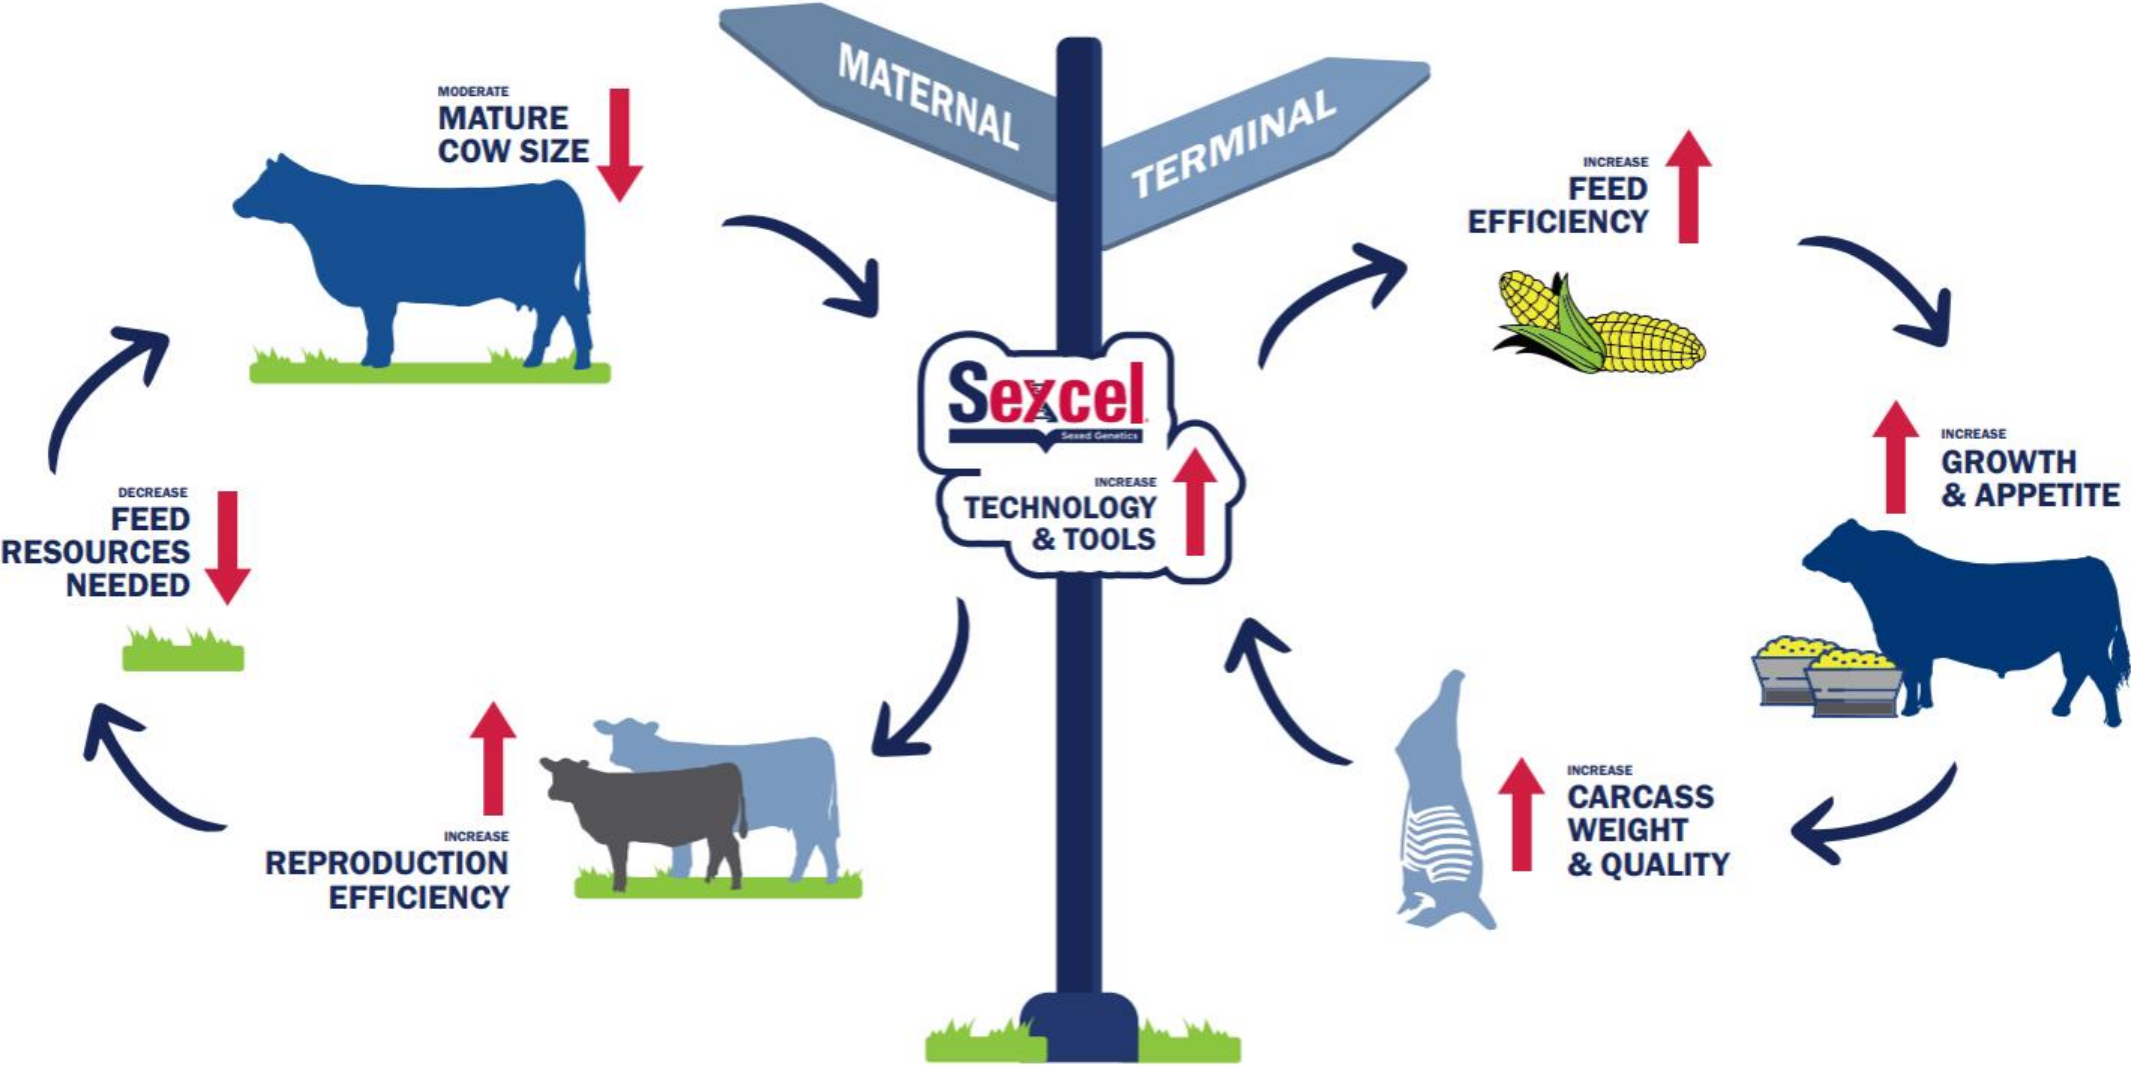 MATERNAL
TERMINAL
MODERATE
MATURE
COW SIZE
INCREASE
FEED
EFFICIENCY
Sexcel
Sexed Genetics
INCREASE
TECHNOLOGY
& TOOLS
INCREASE
GROWTH
& APPETITE
DECREASE
FEED
RESOURCES
NEEDED
INCREASE
REPRODUCTION
EFFICIENCY
INCREASE
CARCASS
WEIGHT
& QUALITY